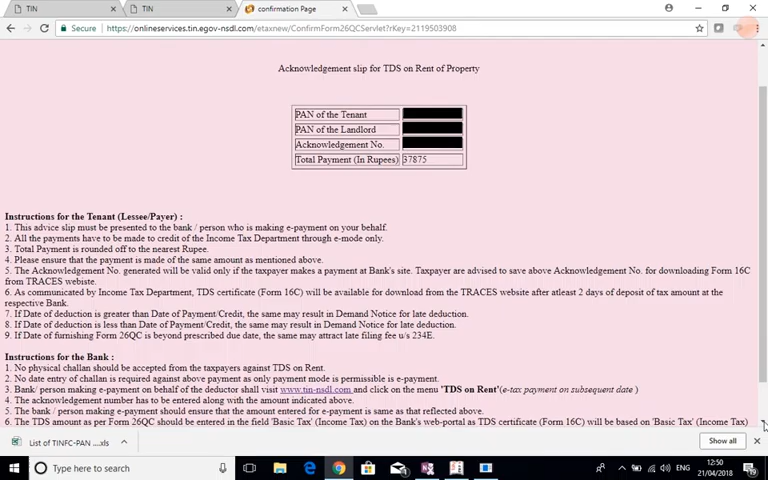 TIN
TIN
confirmation Page
Secure
https://onlineservices.tin.egov-nsdl.com/etaxnew/ConfirmForm26QCServlet?rKey=2119503908
Acknowledgement slip for TDS on Rent of Property
PAN of the Tenant
PAN of the Landlord
Acknowledgement No.
Total Payment (In Rupees) 37875
Instructions for the Tenant (Lessee/Payer) :
1. This advice slip must be presented to the bank / person who is making e-payment on your behalf.
2. All the payments have to be made to credit of the Income Tax Department through e-mode only.
3. Total Payment is rounded off to the nearest Rupee.
4. Please ensure that the payment is made of the same amount as mentioned above.
5. The Acknowledgement No. generated will be valid only if the taxpayer makes a payment at Bank's site. Taxpayer are advised to save above Acknowledgement No. for downloading Form 16C
from TRACES website.
6. As communicated by Income Tax Department, TDS certificate (Form 16C) will be available for download from the TRACES website after atleast 2 days of deposit of tax amount at the
respective Bank.
7. If Date of deduction is greater than Date of Payment/Credit, the same may result in Demand Notice for late deduction.
8. If Date of deduction is less than Date of Payment/Credit, the same may result in Demand Notice for late deduction.
9. If Date of furnishing Form 26QC is beyond prescribed due date, the same may attract late filing fee u/s 234E.
Instructions for the Bank :
1. No physical challan should be accepted from the taxpayers against TDS on Rent.
2. No date entry of challan is required against above payment as only payment mode is permissible is e-payment.
3. Bank/ person making e-payment on behalf of the deductor shall visit www.tin-nsdl.com and click on the menu 'TDS on Rent'(e-tax payment on subsequent date )
4. The acknowledgement number has to be entered along with the amount indicated above.
5. The bank / person making e-payment should ensure that the amount entered for e-payment is same as that reflected above.
6. The TDS amount as per Form 26QC should be entered in the field 'Basic Tax' (Income Tax) on the Bank's web-portal as TDS certificate (Form 16C) will be based on 'Basic Tax' (Income Tax)
List of TINFC-PAN ....xls
Show all
Type here to search
ENG
12:50
21/04/2018
19